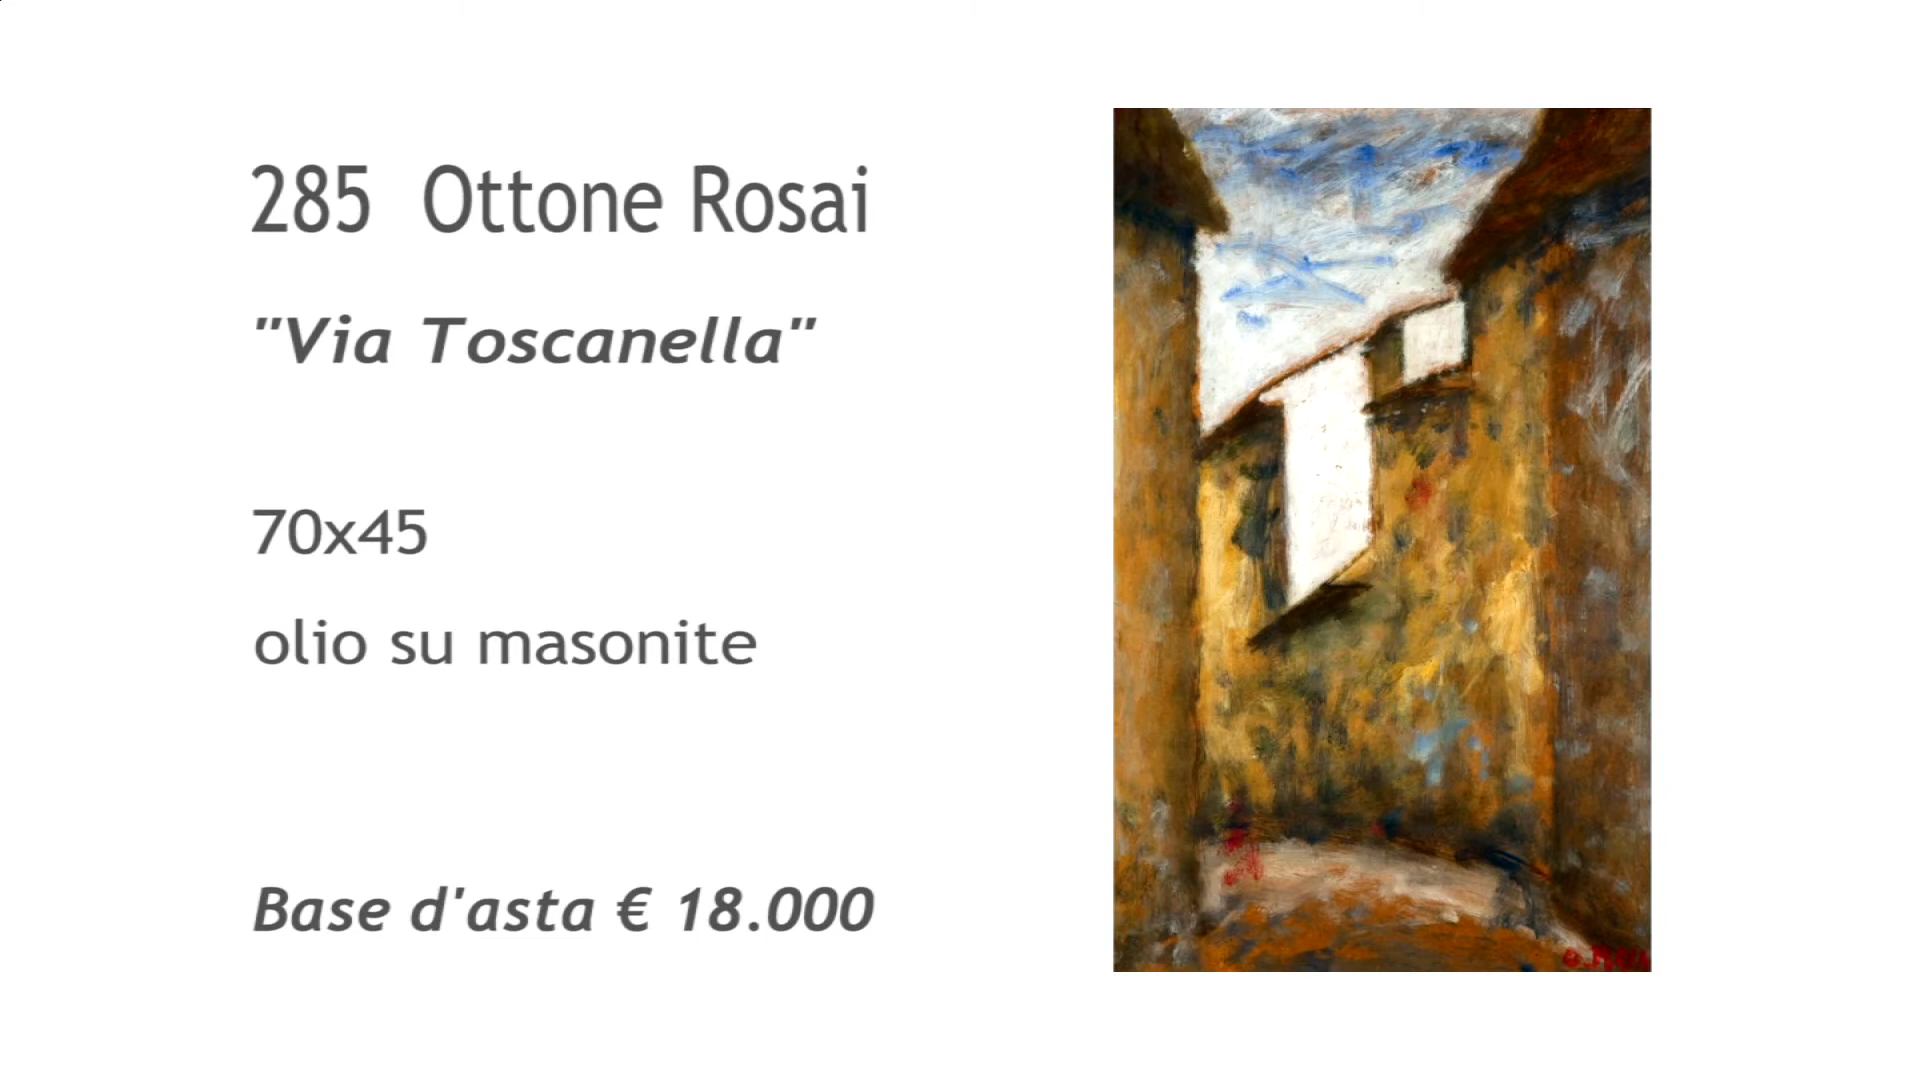 285 Ottone Rosai
"Via Toscanella"
70x45
olio su masonite
Base d'asta € 18.000